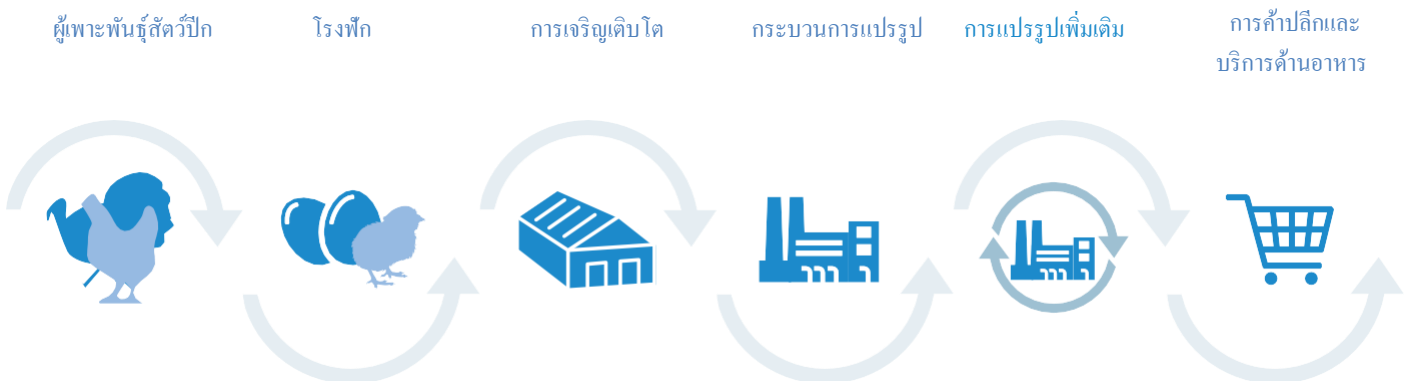 ผู้เพาะพันธุ์สัตว์ปีก
โรงฟัก
การเจริญเติบโต
กระบวนการแปรรูป
การแปรรูปเพิ่มเติม
การค้าปลีกและ
บริการด้านอาหาร